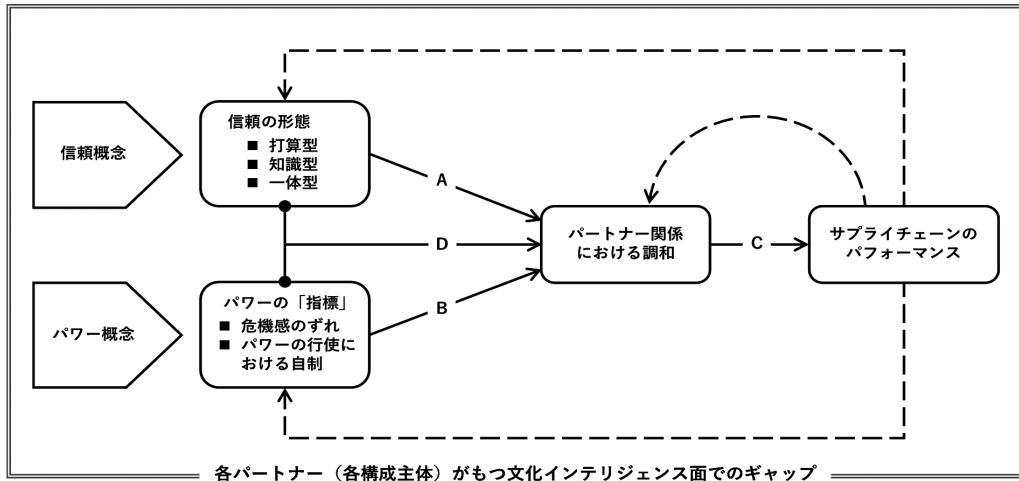 信頼概念
信頼の形態
■ 打算型
■ 知識型
■ 一体型
A
パワー概念
パワーの「指標」
■ 危機感のずれ
■ パワーの行使に
おける自制
B
D
パートナー関係
における調和
C
サプライチェーンの
パフォーマンス
各パートナー（各構成主体）がもつ文化インテリジェンス面でのギャップ